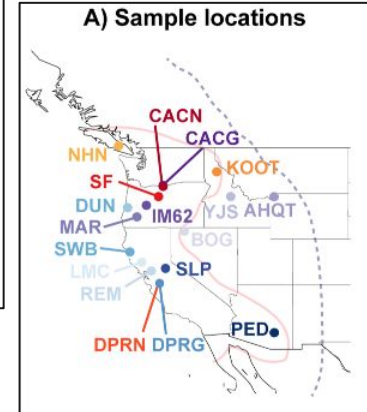 A) Sample locations
CACN
CACG
NHN
KOOT
SF
DUN
IM62
YJS AHQT
MAR
BOG
SWB
LMC
SLP
REM
PED
DPRN DPRG